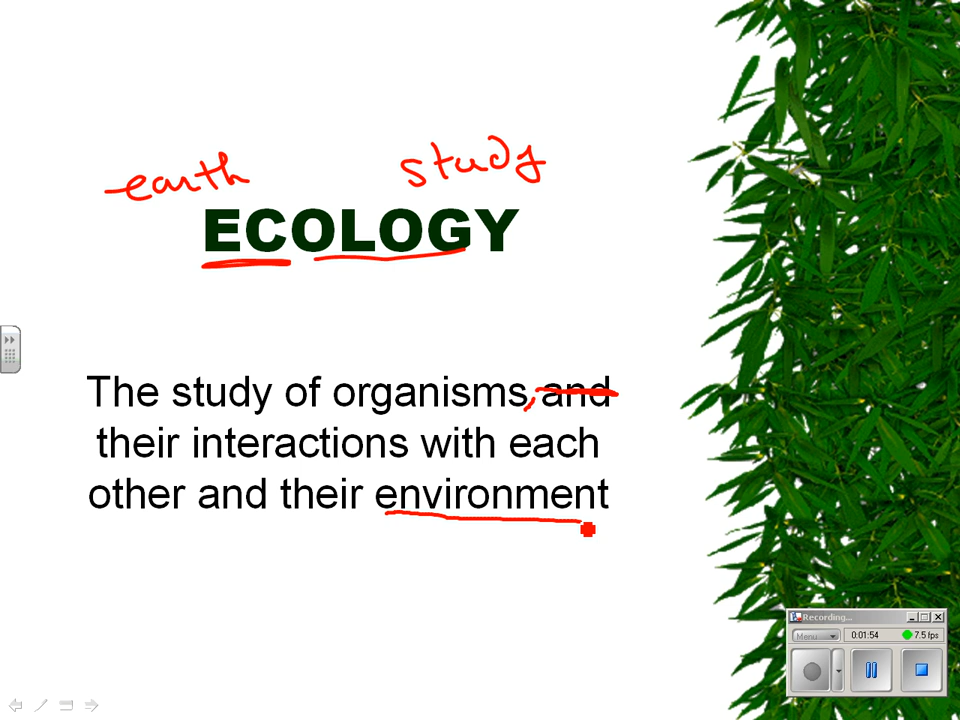 earth study
ECOLOGY
The study of organisms, and
their interactions with each
other and their environment
Recording...
Menu 0:01:54 7.5 fps